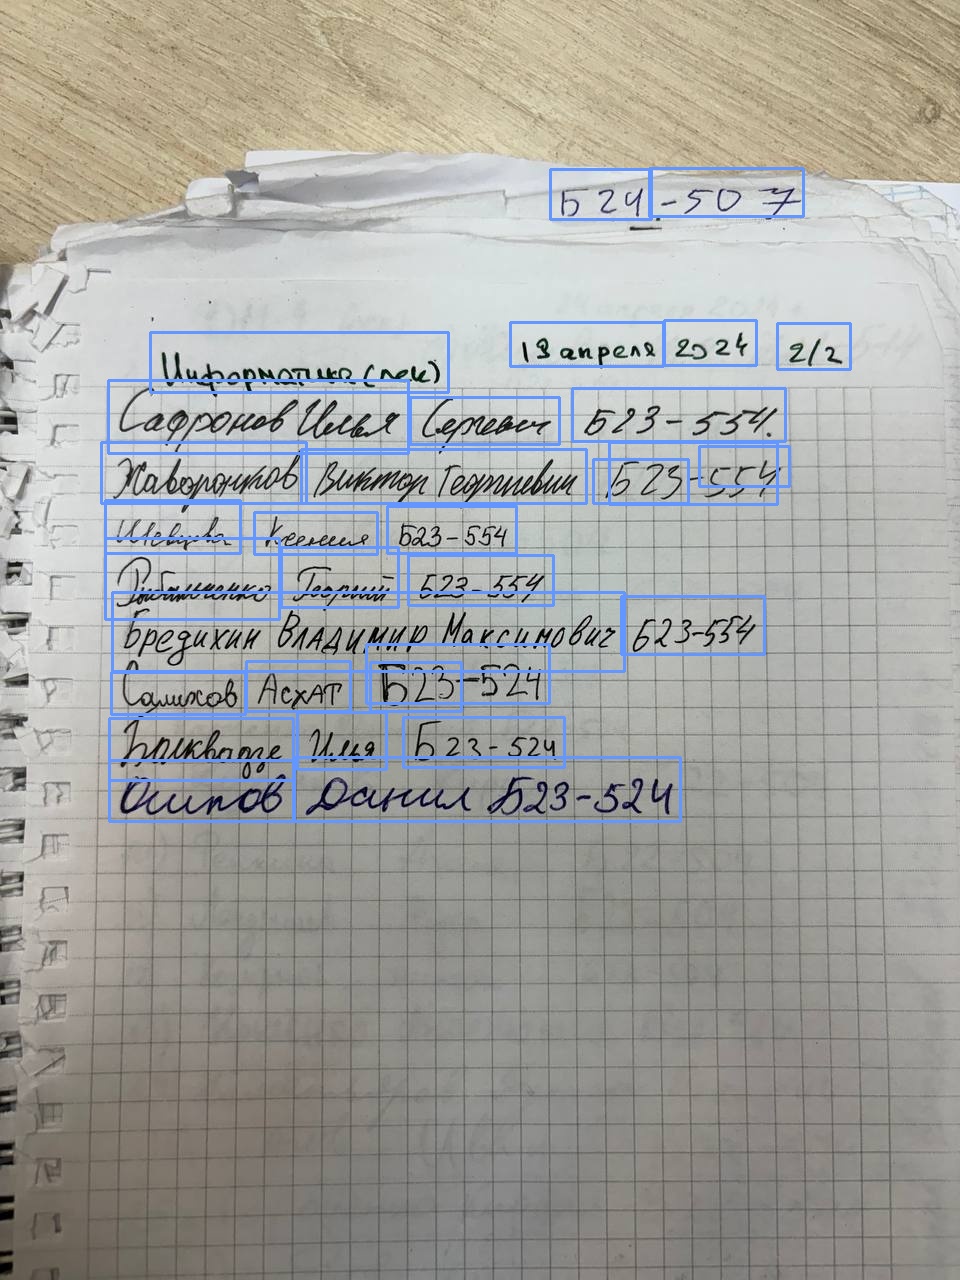 Б24-507
Информатика (лек) 13 апреля 2024 2/2
Сафронов Илья Сергеевич Б23-554.
Жаворонков Виктор Георгиевич Б23-554
Шевцова Ксения Б23-554
Рыбалченко Георгий Б23-554
Бредихин Владимир Максимович Б23-554
Салихов Асхат Б23-524
Илья Б23-524
Осипов Данил Б23-524